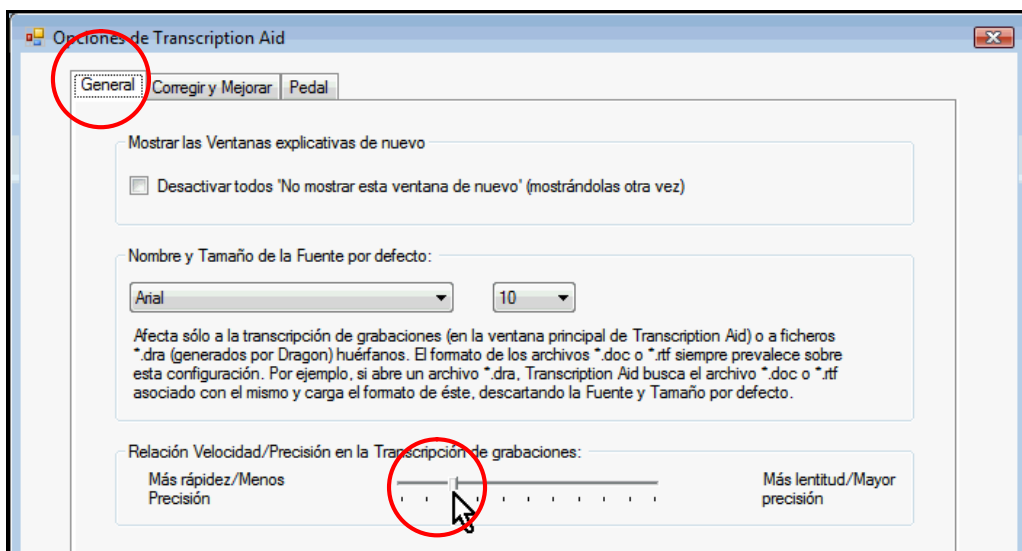 Opciones de Transcription Aid
General Corregir y Mejorar Pedal
Mostrar las Ventanas explicativas de nuevo
Desactivar todos "No mostrar esta ventana de nuevo" (mostrándolas otra vez)
Nombre y Tamaño de la Fuente por defecto:
Arial 10
Afecta sólo a la transcripción de grabaciones (en la ventana principal de Transcription Aid) o a ficheros
*.dra (generados por Dragon) huérfanos. El formato de los archivos *.doc o *.rtf siempre prevalece sobre
esta configuración. Por ejemplo, si abre un archivo *.dra, Transcription Aid busca el archivo *.doc o *.rtf
asociado con el mismo y carga el formato de éste, descartando la Fuente y Tamaño por defecto.
Relación Velocidad/Precisión en la Transcripción de grabaciones:
Más rápidez/Menos
Precisión
Más lentitud/Mayor
precisión